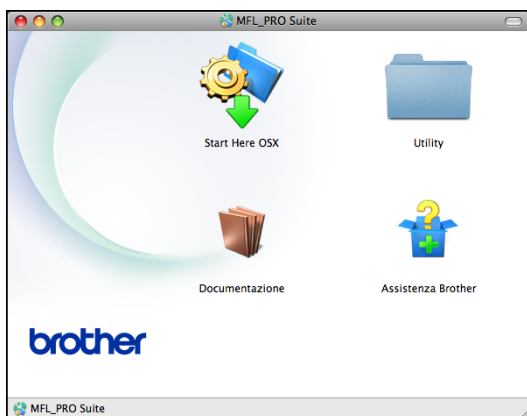 MFL_PRO Suite
Start Here OSX
Utility
Documentazione
Assistenza Brother
brother
MFL_PRO Suite